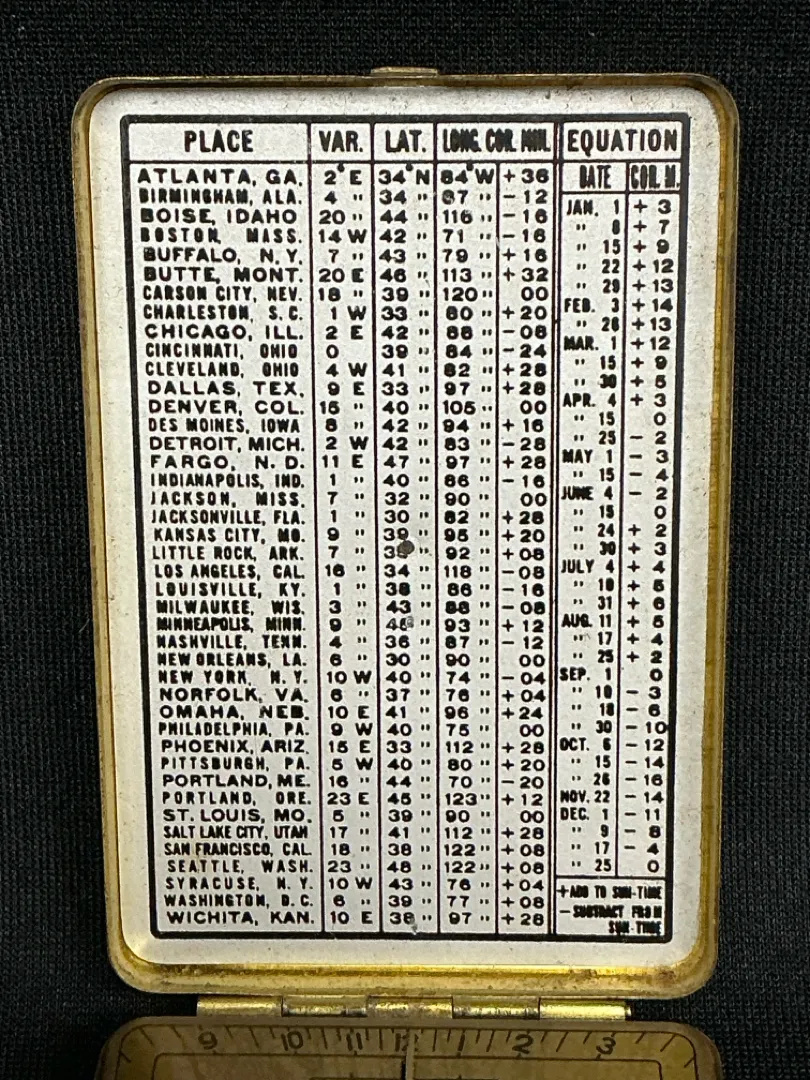 PLACE VAR. LAT. LONG. COR. MIN.
ATLANTA, GA. 2° E 34° N 84° W + 36
BIRMINGHAM, ALA. 4 " 34 " 87 " - 12
BOISE, IDAHO 20 " 44 " 116 " - 16
BOSTON, MASS. 14 W 42 " 71 " - 16
BUFFALO, N.Y. 7 " 43 " 79 " + 16
BUTTE, MONT. 20 E 46 " 113 " + 32
CARSON CITY, NEV. 18 " 39 " 120 " 00
CHARLESTON, S.C. 1 W 33 " 80 " + 20
CHICAGO, ILL. 2 E 42 " 88 " - 08
CINCINNATI, OHIO 0 39 " 84 " - 24
CLEVELAND, OHIO 4 W 41 " 82 " + 28
DALLAS, TEX. 9 E 33 " 97 " + 28
DENVER, COL. 15 " 40 " 105 " 00
DES MOINES, IOWA 8 " 42 " 94 " + 16
DETROIT, MICH. 2 W 42 " 83 " - 28
FARGO, N.D. 11 E 47 " 97 " + 28
INDIANAPOLIS, IND. 1 " 40 " 86 " - 16
JACKSON, MISS. 7 " 32 " 90 " 00
JACKSONVILLE, FLA. 1 " 30 " 82 " + 28
KANSAS CITY, MO. 9 " 39 " 95 " + 20
LITTLE ROCK, ARK. 7 " " 92 " + 08
LOS ANGELES, CAL. 16 " 34 " 118 " - 08
LOUISVILLE, KY. 1 " 38 " 86 " - 16
MILWAUKEE, WIS. 3 " 43 " 88 " - 08
MINNEAPOLIS, MINN. 9 " " 93 " + 12
NASHVILLE, TENN. 4 " 36 " 87 " - 12
NEW ORLEANS, LA. 6 " 30 " 90 " 00
NEW YORK, N.Y. 10 W 40 " 74 " - 04
NORFOLK, VA. 6 " 37 " 76 " + 04
OMAHA, NEB. 10 E 41 " 96 " + 24
PHILADELPHIA, PA. 9 W 40 " 75 " 00
PHOENIX, ARIZ. 15 E 33 " 112 " + 28
PITTSBURGH, PA. 5 W 40 " 80 " + 20
PORTLAND, ME. 16 " 44 " 70 " - 20
PORTLAND, ORE. 23 E 45 " 123 " + 12
ST. LOUIS, MO. 5 " 39 " 90 " 00
SALT LAKE CITY, UTAH 17 " 41 " 112 " + 28
SAN FRANCISCO, CAL. 18 " 38 " 122 " + 08
SEATTLE, WASH. 23 " 48 " 122 " + 08
SYRACUSE, N.Y. 10 W 43 " 76 " + 04
WASHINGTON, D.C. 6 " 39 " 77 " + 08
WICHITA, KAN. 10 E 38 " 97 " + 28
EQUATION
DATE COR. M.
JAN. 1 + 3
" 8 + 7
" 15 + 9
" 22 + 12
" 29 + 13
FEB. 3 + 14
" 26 + 13
MAR. 1 + 12
" 15 + 9
" 30 + 5
APR. 4 + 3
" 15 0
" 25 - 2
MAY 1 - 3
" 15 - 4
JUNE 4 - 2
" 15 0
" 24 + 2
" 30 + 3
JULY 4 + 4
" 10 + 5
" 31 + 6
AUG. 11 + 5
" 17 + 4
" 25 + 2
SEP. 1 0
" 10 - 3
" 18 - 6
" 30 - 10
OCT. 6 - 12
" 15 - 14
" 26 - 16
NOV. 22 - 14
DEC. 1 - 11
" 9 - 8
" 17 - 4
" 25 0
+ ADD TO SUN-TIME
- SUBTRACT FROM
SUN-TIME
9 10 11 12 1 2 3